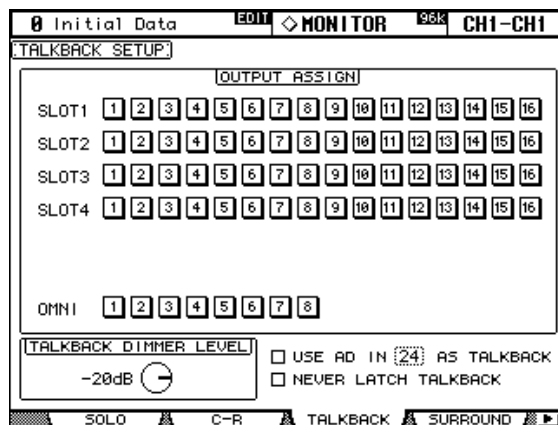 0 Initial Data EDIT ◇MONITOR 96k CH1-CH1
TALKBACK SETUP
OUTPUT ASSIGN
SLOT1 1 2 3 4 5 6 7 8 9 10 11 12 13 14 15 16
SLOT2 1 2 3 4 5 6 7 8 9 10 11 12 13 14 15 16
SLOT3 1 2 3 4 5 6 7 8 9 10 11 12 13 14 15 16
SLOT4 1 2 3 4 5 6 7 8 9 10 11 12 13 14 15 16
OMNI 1 2 3 4 5 6 7 8
TALKBACK DIMMER LEVEL
-20dB
USE AD IN 24 AS TALKBACK
NEVER LATCH TALKBACK
SOLO C-R TALKBACK SURROUND